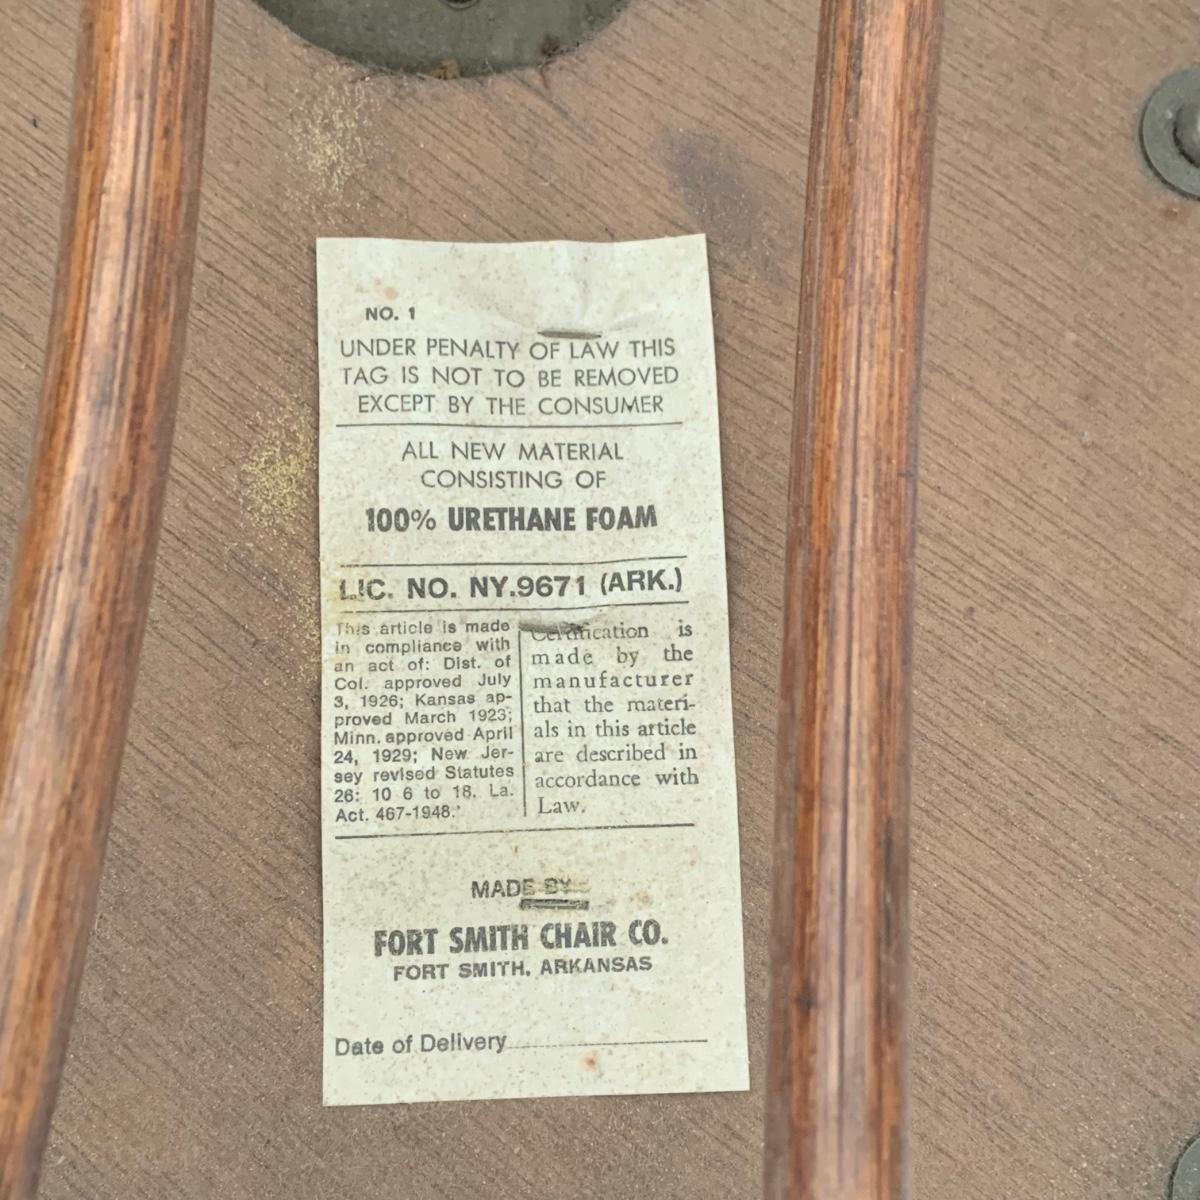 NO. 1
UNDER PENALTY OF LAW THIS
TAG IS NOT TO BE REMOVED
EXCEPT BY THE CONSUMER
ALL NEW MATERIAL
CONSISTING OF
100% URETHANE FOAM
LIC. NO. NY.9671 (ARK.)
This article is made
in compliance with
an act of: Dist. of
Col. approved July
3, 1926; Kansas ap-
proved March 1923;
Minn. approved April
24, 1929; New Jer-
sey revised Statutes
26: 10 6 to 18. La.
Act. 467-1948.
Certification is
made by the
manufacturer
that the materi-
als in this article
are described in
accordance with
Law.
MADE BY
FORT SMITH CHAIR CO.
FORT SMITH, ARKANSAS
Date of Delivery